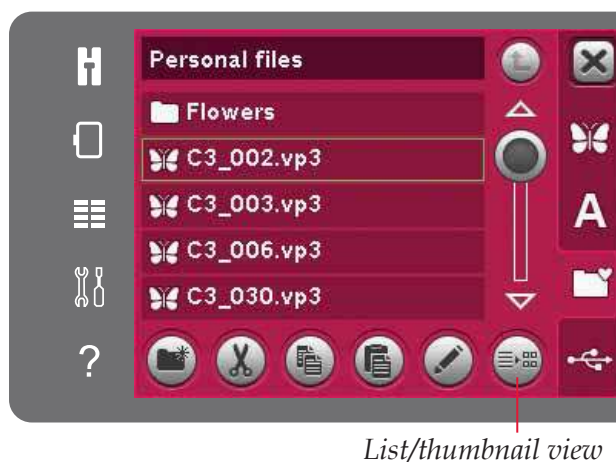 Personal files
Flowers
C3_002.vp3
C3_003.vp3
C3_006.vp3
C3_030.vp3
A
?
List/thumbnail view